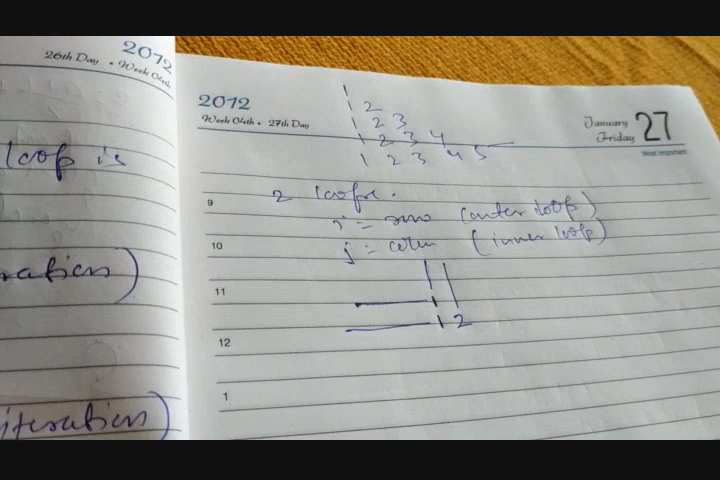 2012
26th Day • Week 04th
loop is
ration)
iteration)
2012
Week 04th • 27th Day
January
Friday
27
Most Important
1
1 2
1 2 3
1 2 3 4
1 2 3 4 5
9
2 loops.
i = row (outer loop)
10
j = colum (inner loop)
11
1
1 2
12
1